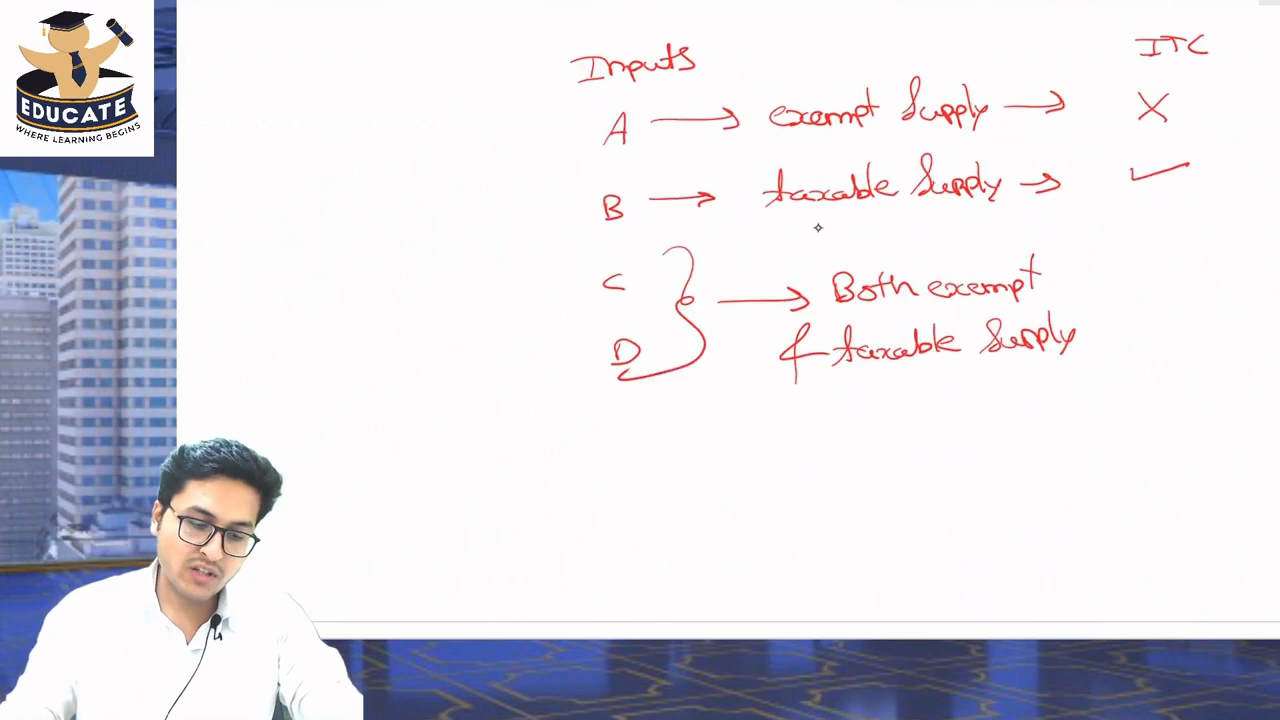 EDUCATE
WHERE LEARNING BEGINS
Inputs
ITC
A → exempt Supply → X
B → taxable Supply → ✓
C
D
→ Both exempt
& taxable Supply